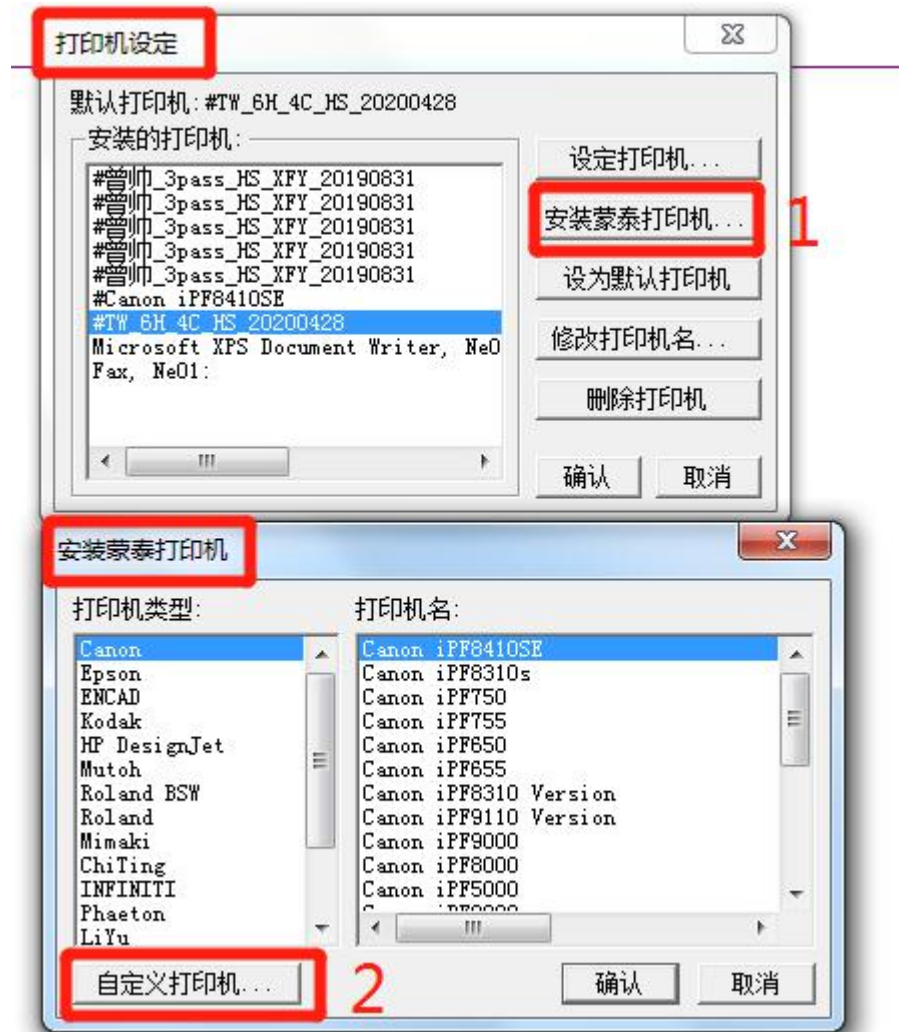 打印机设定
默认打印机:#TW_6H_4C_HS_20200428
安装的打印机:
#曾帅_3pass_HS_XFY_20190831
#曾帅_3pass_HS_XFY_20190831
#曾帅_3pass_HS_XFY_20190831
#曾帅_3pass_HS_XFY_20190831
#曾帅_3pass_HS_XFY_20190831
#Canon iPF8410SE
#TW_6H_4C_HS_20200428
Microsoft XPS Document Writer, Ne0
Fax, Ne01:
设定打印机...
安装蒙泰打印机...
1
设为默认打印机
修改打印机名...
删除打印机
确认
取消
安装蒙泰打印机
打印机类型:
Canon
Epson
ENCAD
Kodak
HP DesignJet
Mutoh
Roland BSW
Roland
Mimaki
ChiTing
INFINITI
Phaeton
LiYu
打印机名:
Canon iPF8410SE
Canon iPF8310s
Canon iPF750
Canon iPF755
Canon iPF650
Canon iPF655
Canon iPF8310 Version
Canon iPF9110 Version
Canon iPF9000
Canon iPF8000
Canon iPF5000
自定义打印机...
2
确认
取消